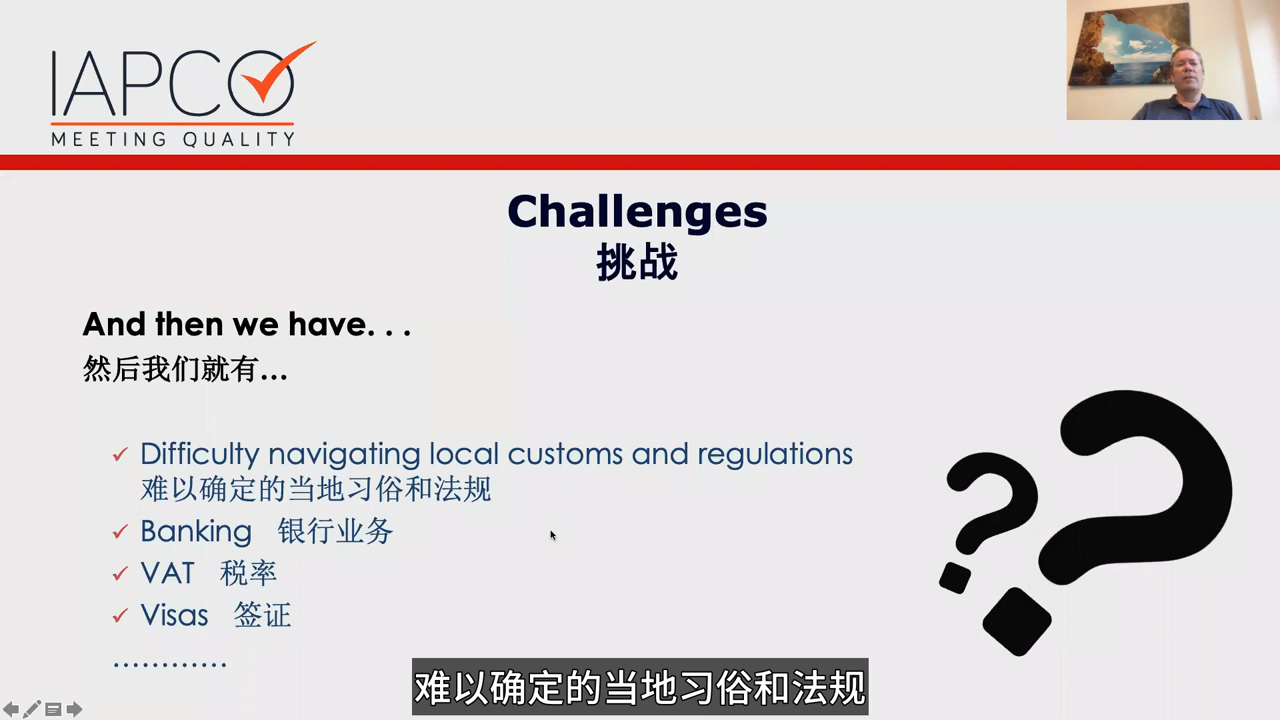 IAPCO
MEETING QUALITY
Challenges
挑战
And then we have. . .
然后我们就有...
Difficulty navigating local customs and regulations
难以确定的当地习俗和法规
Banking 银行业务
VAT 税率
Visas 签证
............
难以确定的当地习俗和法规